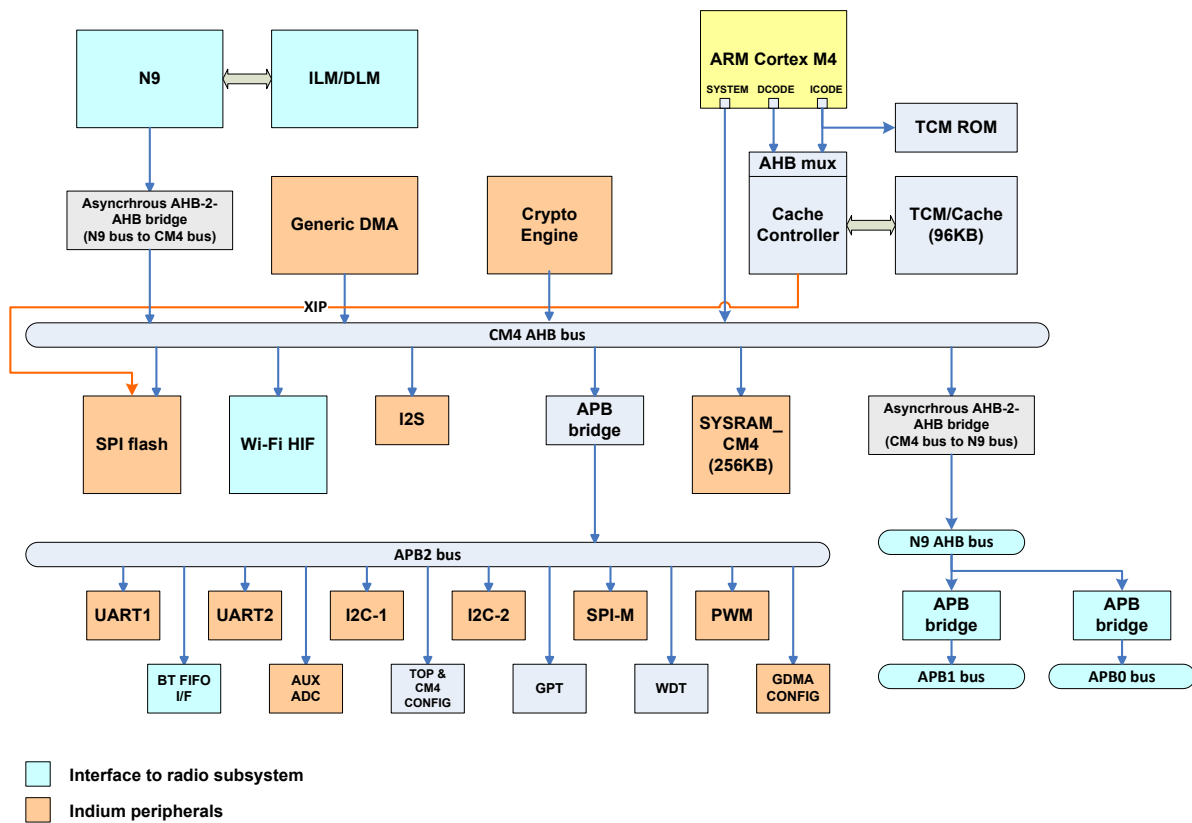 N9
ILM/DLM
ARM Cortex M4
SYSTEM
DCODE
ICODE
TCM ROM
AHB mux
Asyncrhrous AHB-2-
AHB bridge
(N9 bus to CM4 bus)
Generic DMA
Crypto
Engine
Cache
Controller
TCM/Cache
(96KB)
XIP
CM4 AHB bus
SPI flash
Wi-Fi HIF
I2S
APB
bridge
SYSRAM_
CM4
(256KB)
Asyncrhrous AHB-2-
AHB bridge
(CM4 bus to N9 bus)
N9 AHB bus
APB2 bus
UART1
UART2
I2C-1
I2C-2
SPI-M
PWM
APB
bridge
APB
bridge
BT FIFO
I/F
AUX
ADC
TOP &
CM4
CONFIG
GPT
WDT
GDMA
CONFIG
APB1 bus
APB0 bus
Interface to radio subsystem
Indium peripherals